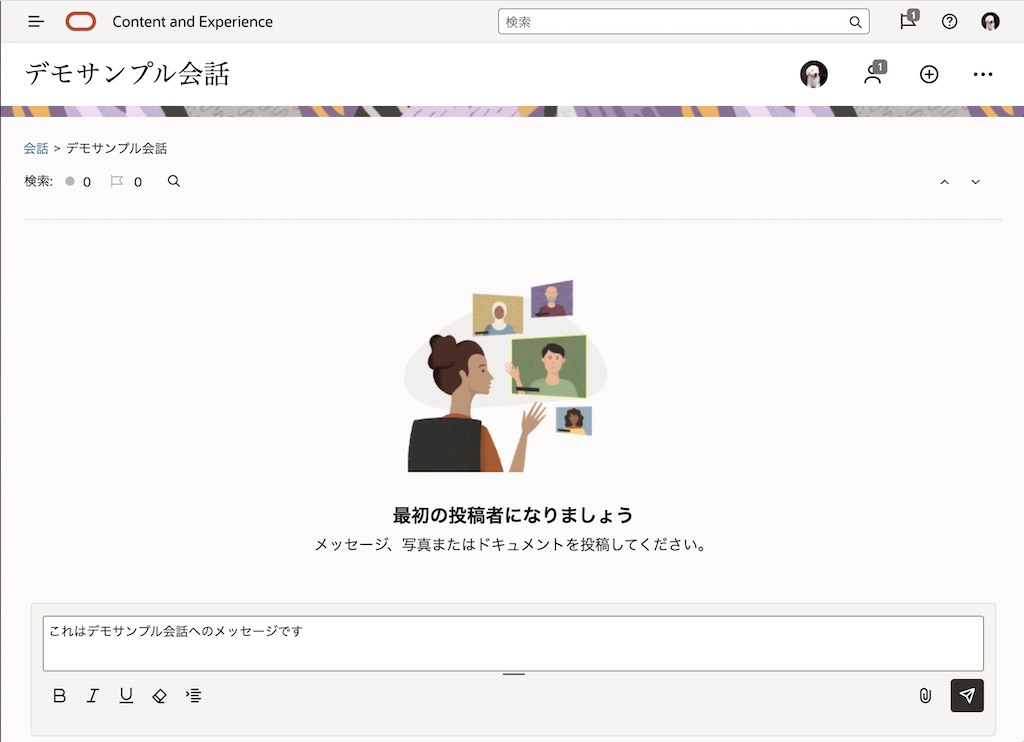 Content and Experience
検索
1
デモサンプル会話
1
会話 > デモサンプル会話
検索: 0 0
最初の投稿者になりましょう
メッセージ、写真またはドキュメントを投稿してください。
これはデモサンプル会話へのメッセージです
B I U